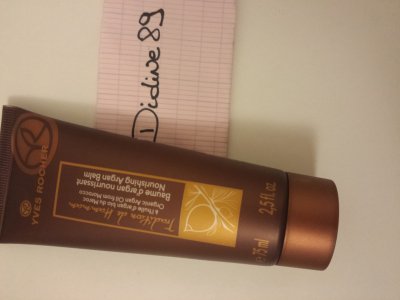 Didine 89
YVES ROCHER
Tradition de Hammam
à l'huile d'argan bio du Maroc
Organic Argan Oil from Morocco
Baume d'argan nourrissant
Nourishing Argan Balm
e 75 ml 2,5 fl.oz